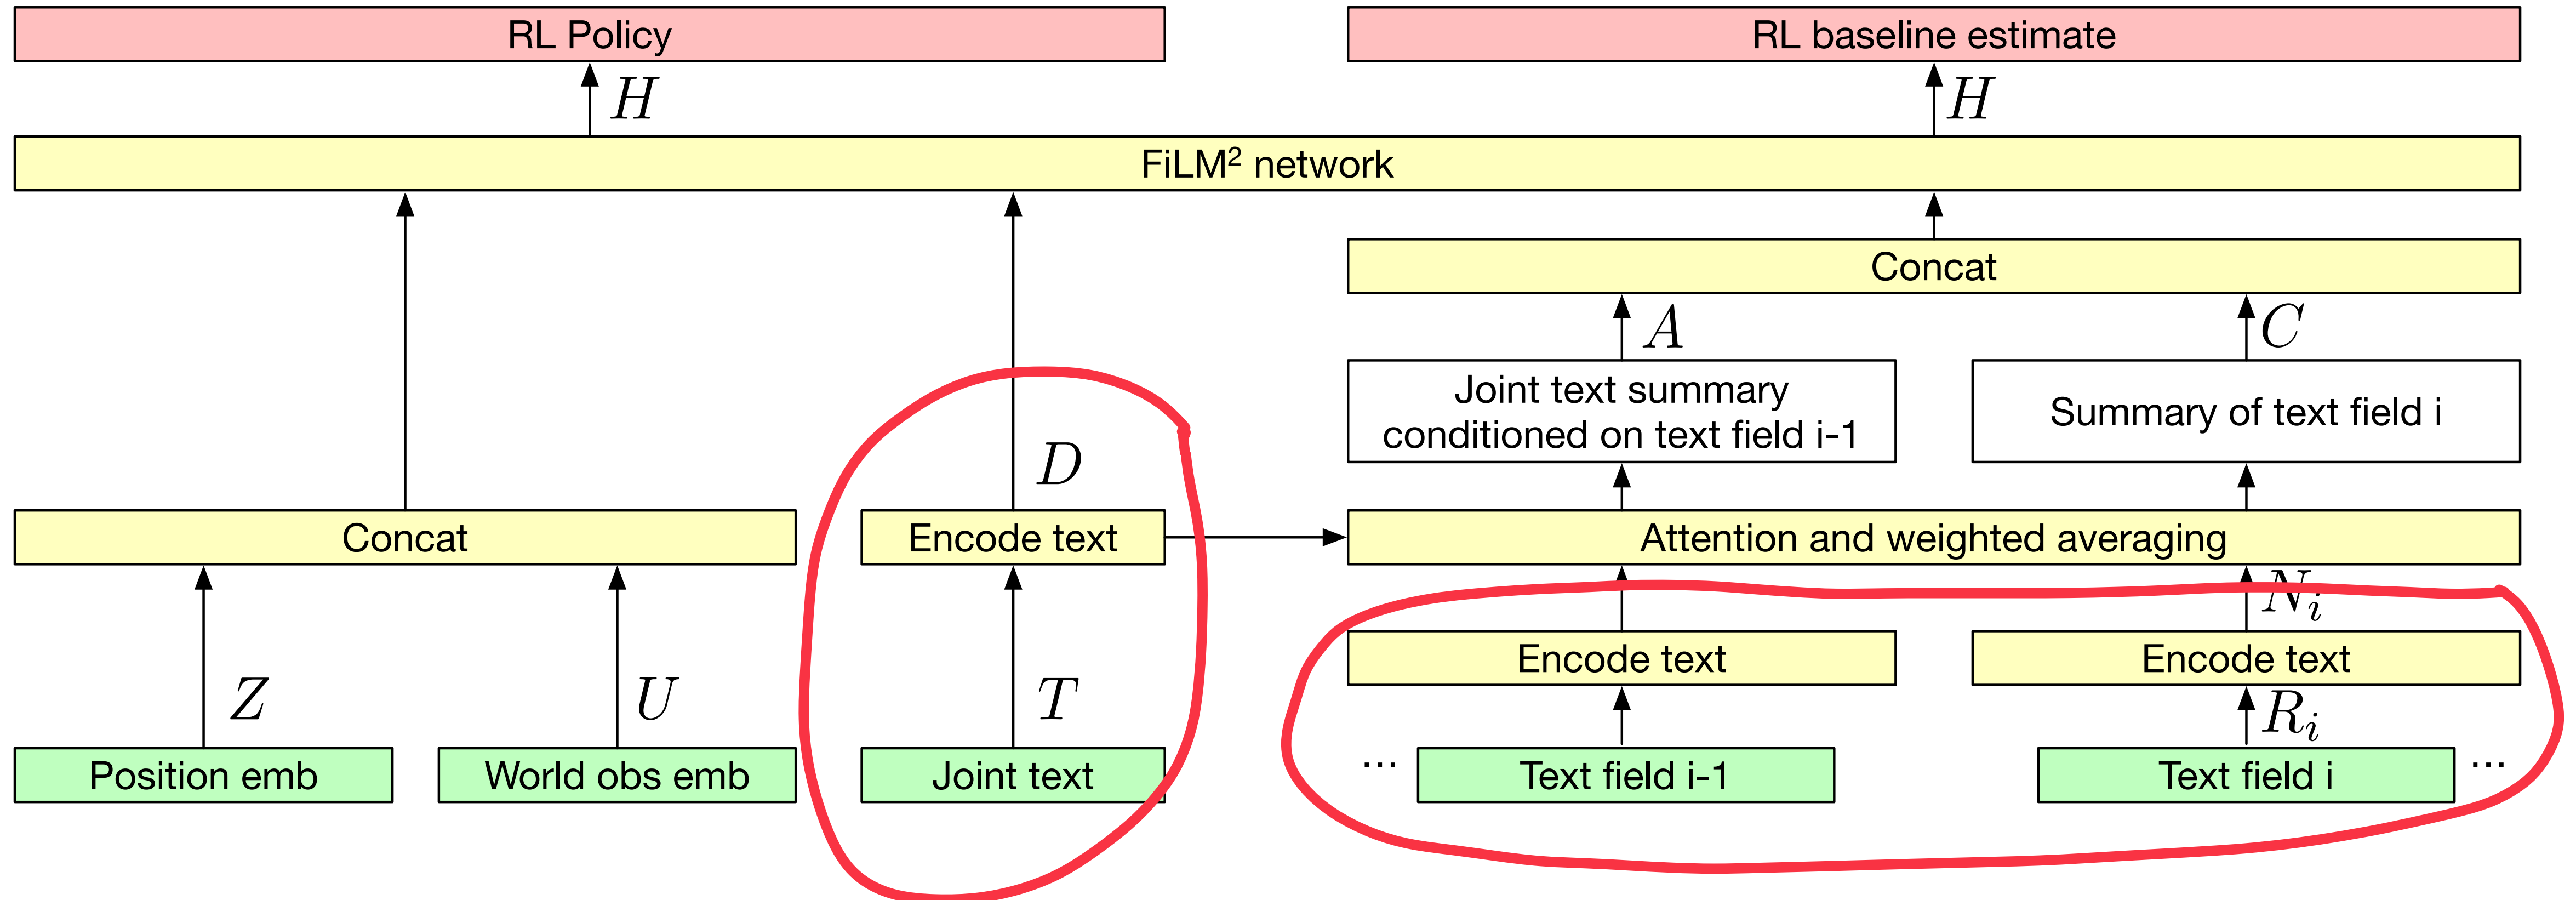 RL Policy
RL baseline estimate
H
H
FiLM² network
Concat
A
C
Joint text summary
conditioned on text field i-1
Summary of text field i
D
Concat
Encode text
Attention and weighted averaging
N_i
Encode text
Encode text
Z
U
T
R_i
Position emb
World obs emb
Joint text
...
Text field i-1
Text field i
...